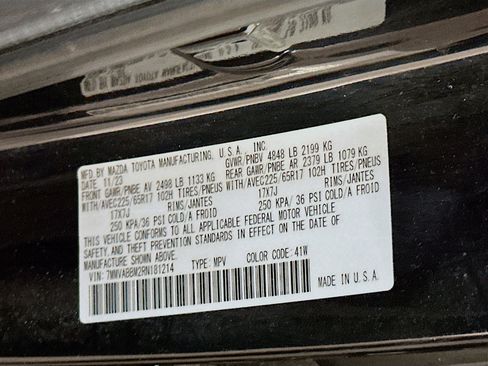 MFD.BY MAZDA TOYOTA MANUFACTURING, U.S.A., INC.
DATE 11/23 GVWR/PNBV 4848 LB 2199 KG
FRONT GAWR/PNBE AV 2498 LB 1133 KG REAR GAWR/PNBE AR 2379 LB 1079 KG
WITH/AVEC225/65R17 102H TIRES/PNEUS WITH/AVEC225/65R17 102H TIRES/PNEUS
17X7J RIMS/JANTES 17X7J RIMS/JANTES
250 KPA/36 PSI COLD/A FROID 250 KPA/ 36 PSI COLD/A FROID
THIS VEHICLE CONFORMS TO ALL APPLICABLE FEDERAL MOTOR VEHICLE
SAFETY, AND THEFT PREVENTION STANDARDS IN EFFECT ON THE DATE OF
MANUFACTURE SHOWN ABOVE.
VIN: 7MMVABBM2RN181214 TYPE: MPV COLOR CODE: 41W
MADE IN U.S.A.